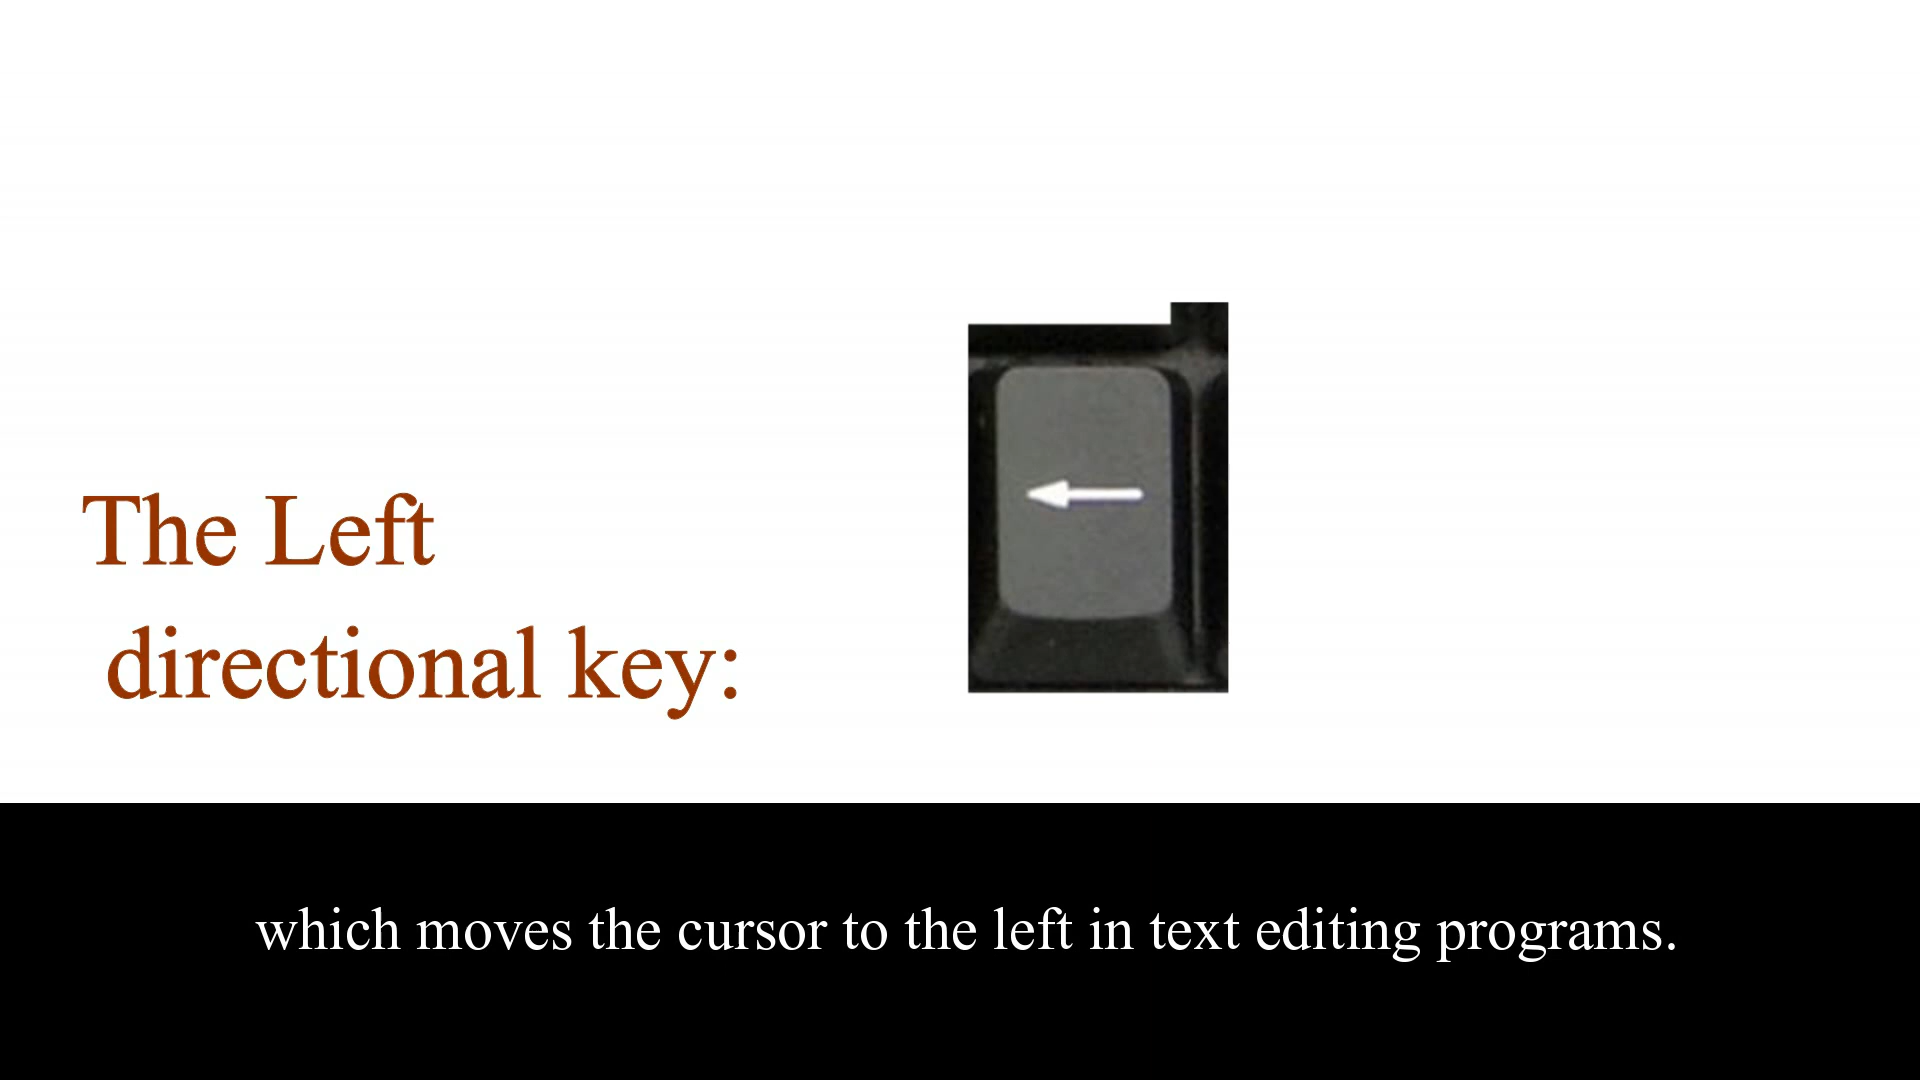 The Left
directional key:
which moves the cursor to the left in text editing programs.